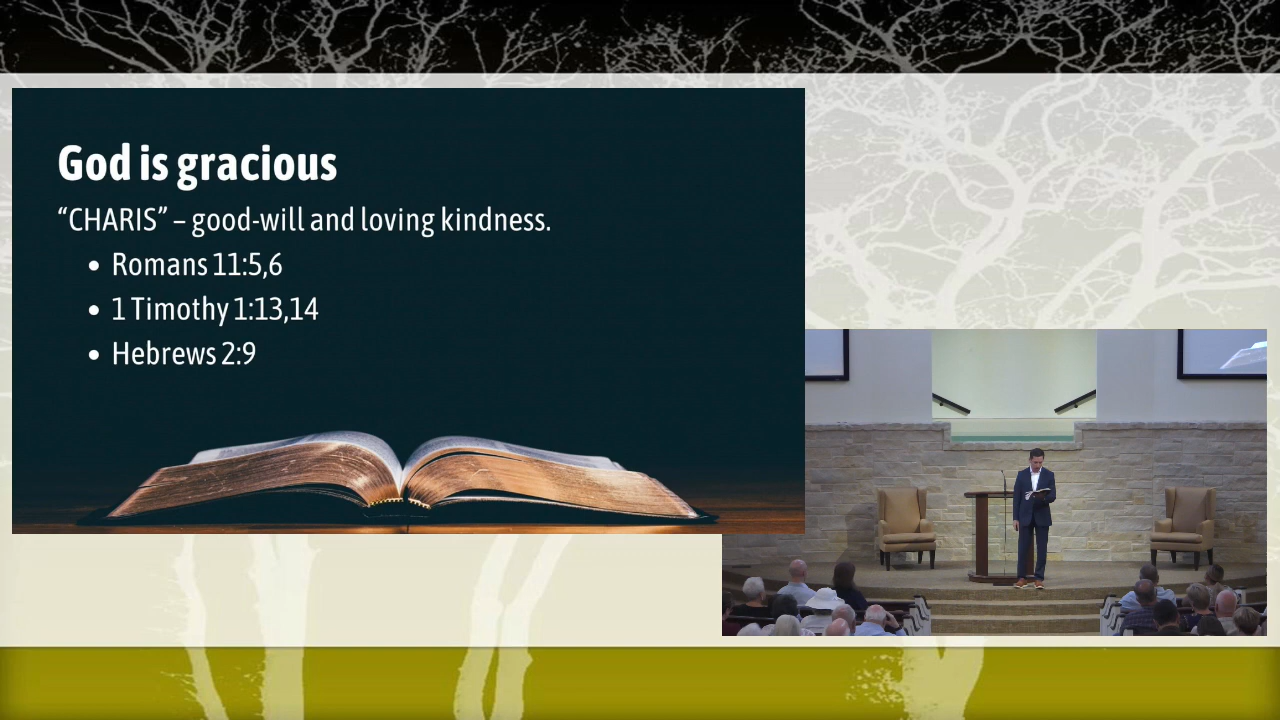 God is gracious
“CHARIS” – good-will and loving kindness.
• Romans 11:5,6
• 1 Timothy 1:13,14
• Hebrews 2:9